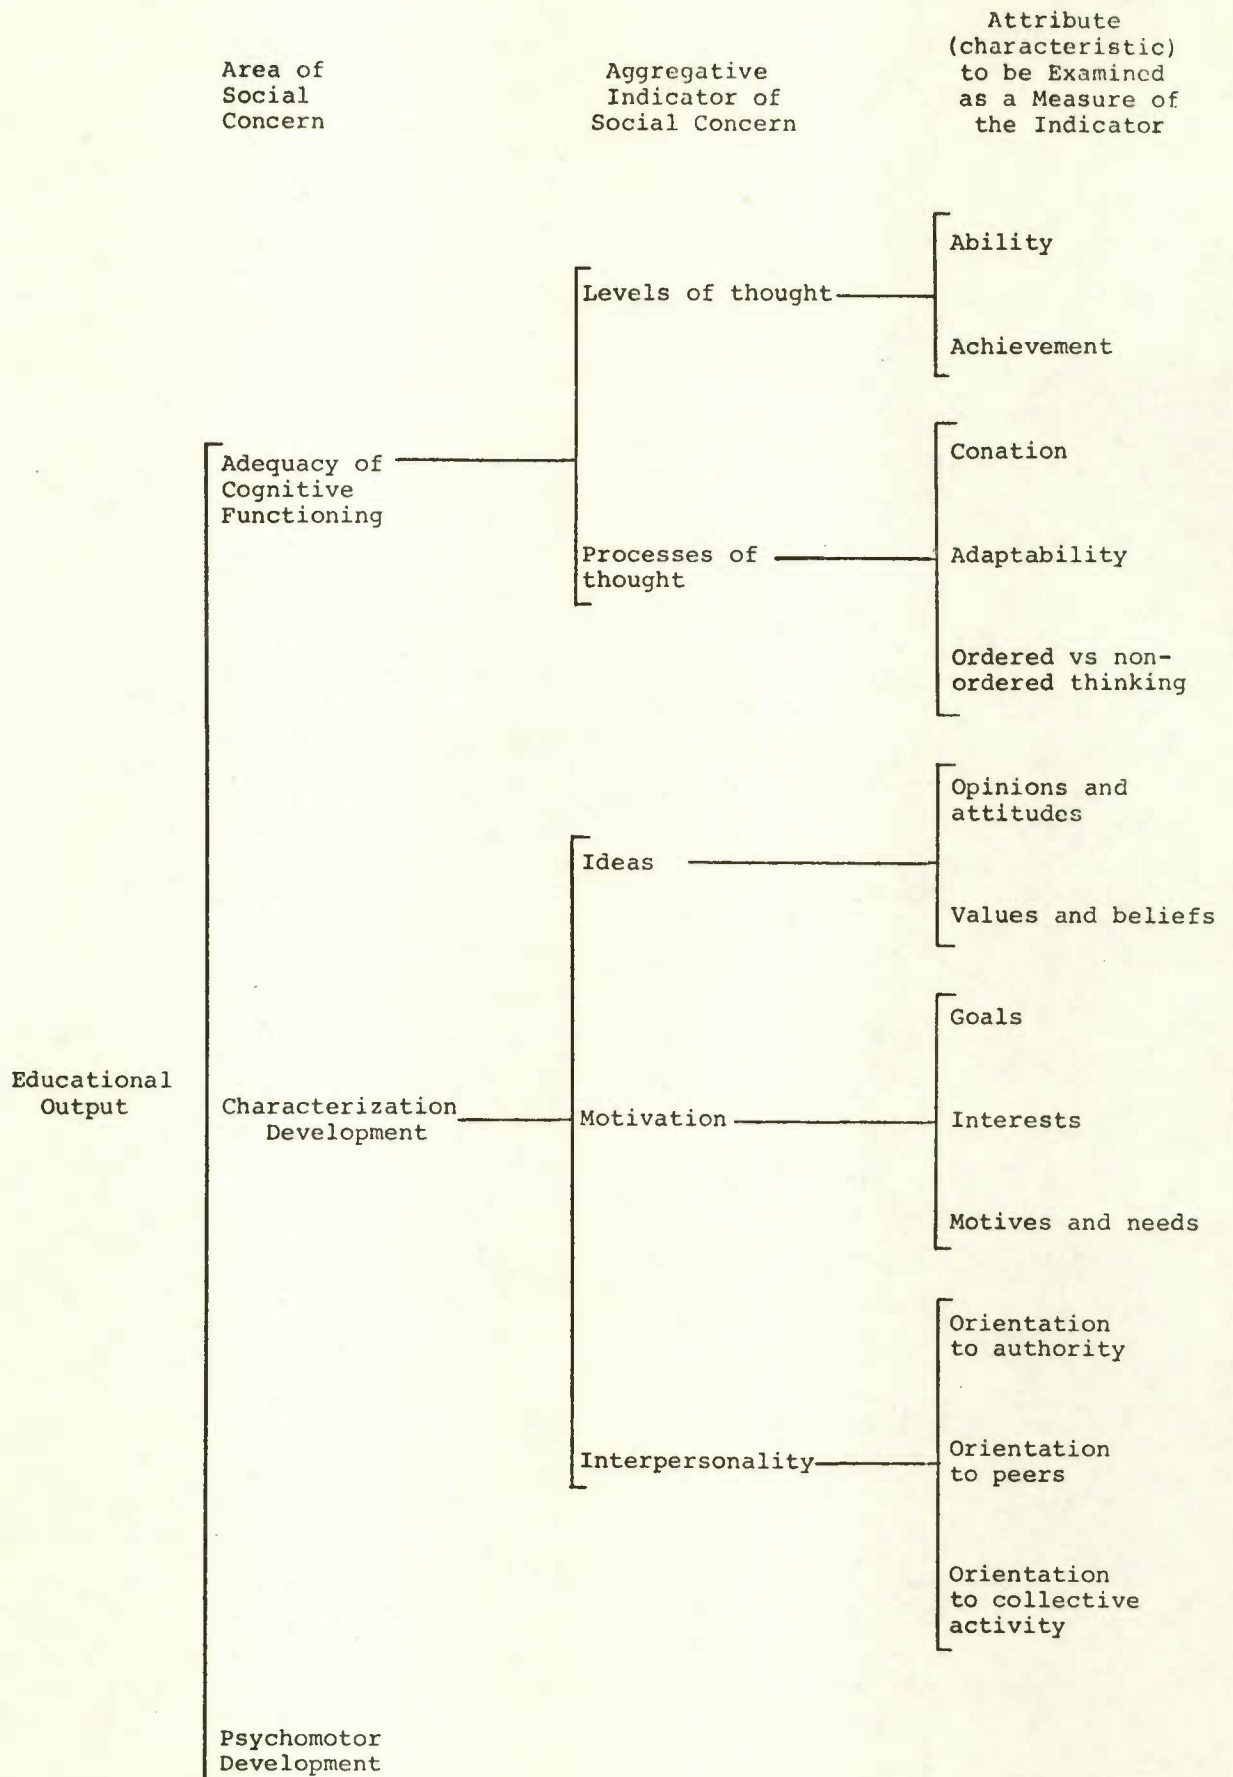 Area of
Social
Concern
Aggregative
Indicator of
Social Concern
Attribute
(characteristic)
to be Examined
as a Measure of
the Indicator
Educational
Output
Adequacy of
Cognitive
Functioning
Levels of thought
Ability
Achievement
Processes of
thought
Conation
Adaptability
Ordered vs non-
ordered thinking
Characterization
Development
Ideas
Opinions and
attitudes
Values and beliefs
Motivation
Goals
Interests
Motives and needs
Interpersonality
Orientation
to authority
Orientation
to peers
Orientation
to collective
activity
Psychomotor
Development